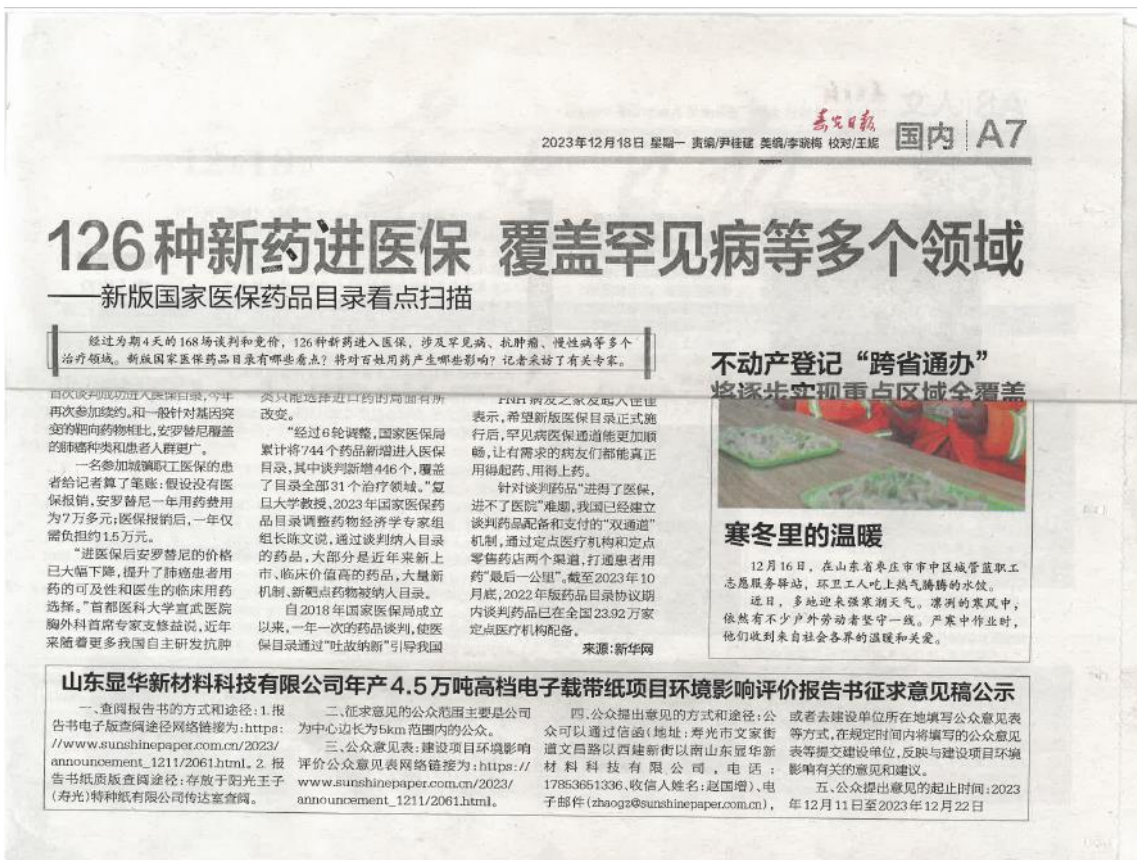 寿光日报
2023年12月18日 星期一 责编/尹桂建 美编/李晓梅 校对/王妮 国内 A7
126种新药进医保 覆盖罕见病等多个领域
——新版国家医保药品目录看点扫描
经过为期4天的168场谈判和竞价，126种新药进入医保，涉及罕见病、抗肿瘤、慢性病等多个
治疗领域。新版国家医保药品目录有哪些看点？将对百姓用药产生哪些影响？记者采访了有关专家。
首次谈判成功进入医保目录，今年
再次参加续约。和一般针对基因突
变的靶向药物相比，安罗替尼覆盖
的肺癌种类和患者人群更广。
一名参加城镇职工医保的患
者给记者算了笔账：假设没有医
保报销，安罗替尼一年用药费用
为7万多元；医保报销后，一年仅
需负担约1.5万元。
“进医保后安罗替尼的价格
已大幅下降，提升了肺癌患者用
药的可及性和医生的临床用药
选择。”首都医科大学宣武医院
胸外科首席专家支修益说，近年
来随着更多我国自主研发抗肿
类只能选择进口药的局面有所
改变。
“经过6轮调整，国家医保局
累计将744个药品新增进入医保
目录，其中谈判新增446个，覆盖
了目录全部31个治疗领域。”复
旦大学教授、2023年国家医保药
品目录调整药物经济学专家组
组长陈文说，通过谈判纳入目录
的药品，大部分是近年来新上
市、临床价值高的药品，大量新
机制、新靶点药物被纳入目录。
自2018年国家医保局成立
以来，一年一次的药品谈判，使医
保目录通过“吐故纳新”引导我国
PNH病友之家发起人佳佳
表示，希望新版医保目录正式施
行后，罕见病医保通道能更加顺
畅，让有需求的病友们都能真正
用得起药、用得上药。
针对谈判药品“进得了医保，
进不了医院”难题，我国已经建立
谈判药品配备和支付的“双通道”
机制，通过定点医疗机构和定点
零售药店两个渠道，打通患者用
药“最后一公里”。截至2023年10
月底，2022年版药品目录协议期
内谈判药品已在全国23.92万家
定点医疗机构配备。
来源：新华网
不动产登记“跨省通办”
将逐步实现重点区域全覆盖
寒冬里的温暖
12月16日，在山东省枣庄市市中区城管蓝职工
志愿服务驿站，环卫工人吃上热气腾腾的水饺。
近日，多地迎来强寒潮天气。凛冽的寒风中，
依然有不少户外劳动者坚守一线。严寒中作业时，
他们收到来自社会各界的温暖和关爱。
山东显华新材料科技有限公司年产4.5万吨高档电子载带纸项目环境影响评价报告书征求意见稿公示
一、查阅报告书的方式和途径：1.报
告书电子版查阅途径网络链接为：https:
//www.sunshinepaper.com.cn/2023/
announcement_1211/2061.html。2.报
告书纸质版查阅途径：存放于阳光王子
（寿光）特种纸有限公司传达室查阅。
二、征求意见的公众范围主要是公司
为中心边长为5km范围内的公众。
三、公众意见表：建设项目环境影响
评价公众意见表网络链接为：https://
www.sunshinepaper.com.cn/2023/
announcement_1211/2061.html。
四、公众提出意见的方式和途径：公
众可以通过信函（地址：寿光市文家街
道文昌路以西建新街以南山东显华新
材料科技有限公司，电话：
17853651336、收信人姓名：赵国增）、电
子邮件（zhaogz@sunshinepaper.com.cn），
或者去建设单位所在地填写公众意见表
等方式，在规定时间内将填写的公众意见
表等提交建设单位，反映与建设项目环境
影响有关的意见和建议。
五、公众提出意见的起止时间：2023
年12月11日至2023年12月22日